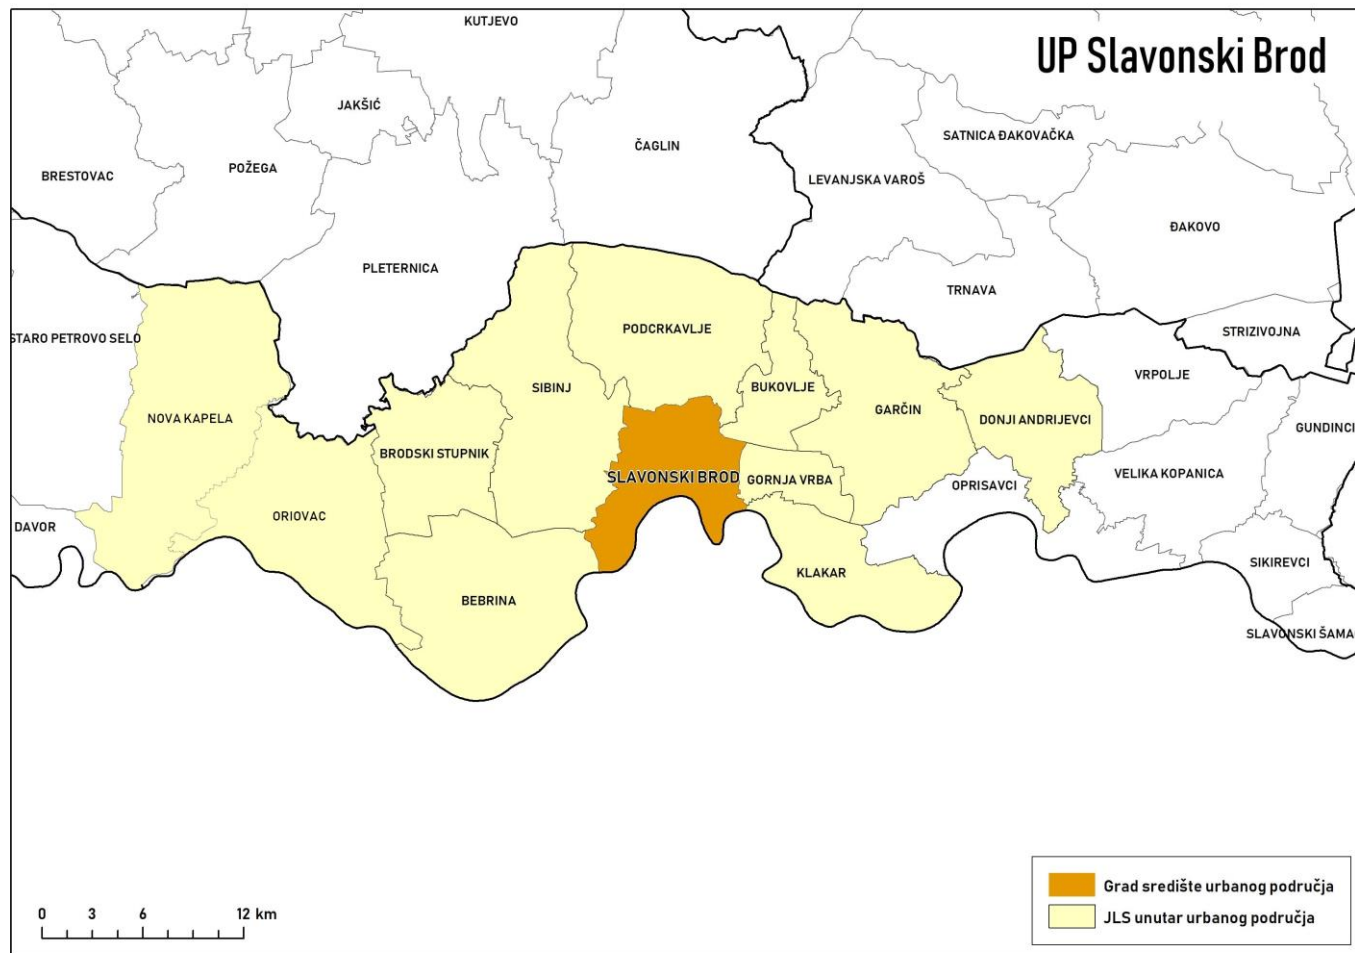 KUTJEVO
UP Slavonski Brod
JAKŠIĆ
SATNICA ĐAKOVAČKA
ČAGLIN
BRESTOVAC
POŽEGA
LEVANJSKA VAROŠ
ĐAKOVO
PLETERNICA
TRNAVA
STARO PETROVO SELO
PODCRKAVLJE
STRIZIVOJNA
VRPOLJE
SIBINJ
BUKOVLJE
NOVA KAPELA
GARČIN
DONJI ANDRIJEVCI
GUNDINCI
BRODSKI STUPNIK
SLAVONSKI BROD
GORNJA VRBA
VELIKA KOPANICA
OPRISAVCI
ORIOVAC
DAVOR
SIKIREVCI
KLAKAR
BEBRINA
SLAVONSKI ŠAMAC
Grad središte urbanog područja
JLS unutar urbanog područja
0 3 6 12 km